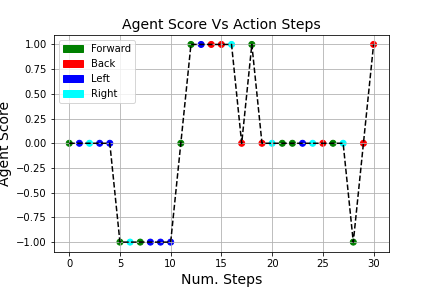 Agent Score Vs Action Steps
Agent Score
1.00
0.75
0.50
0.25
0.00
−0.25
−0.50
−0.75
−1.00
Forward
Back
Left
Right
0 5 10 15 20 25 30
Num. Steps